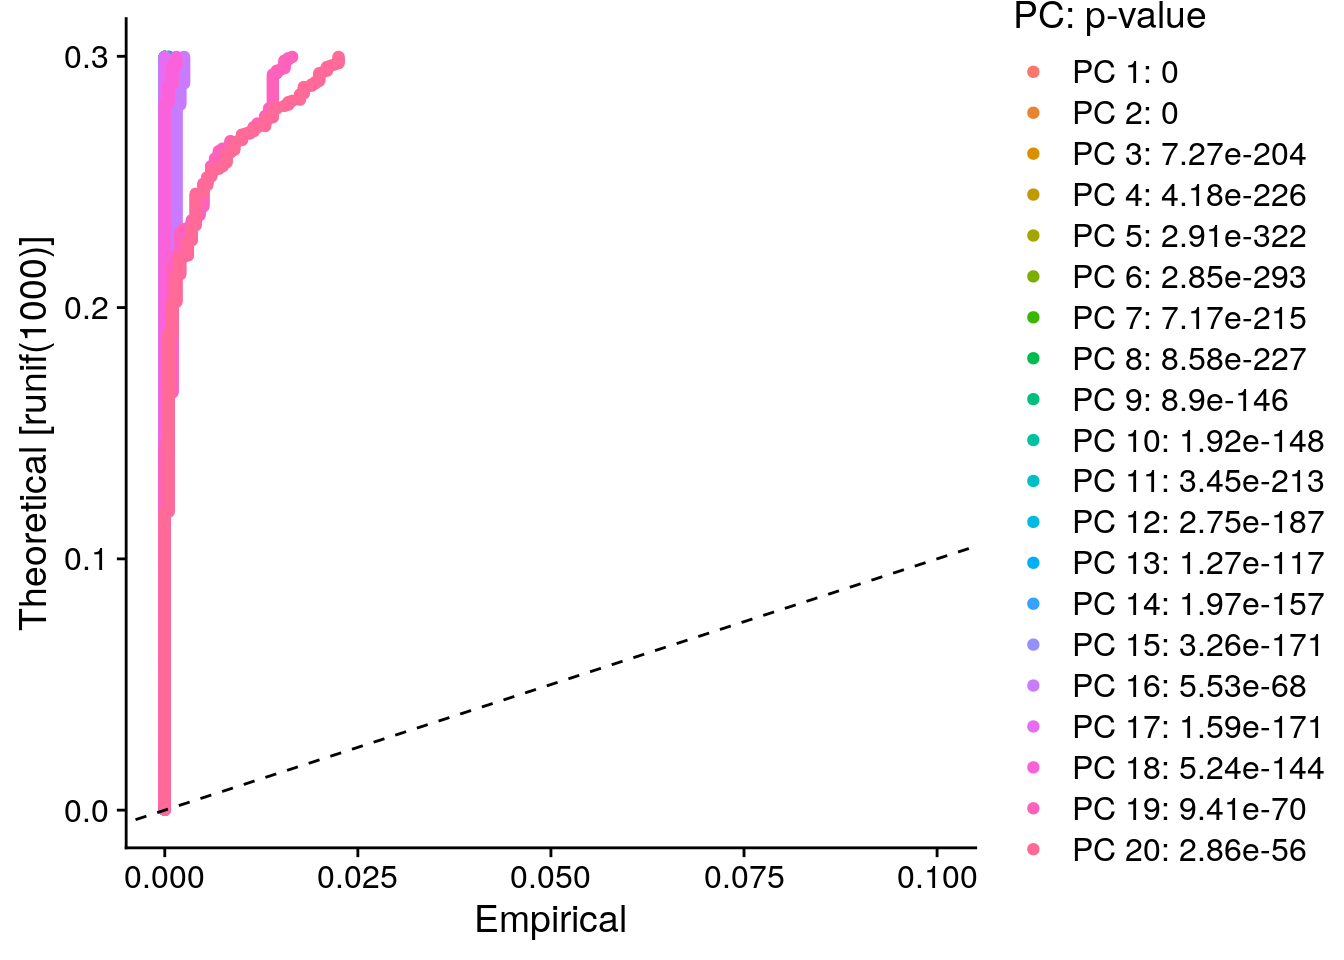 PC: p-value
PC 1: 0
PC 2: 0
PC 3: 7.27e-204
PC 4: 4.18e-226
PC 5: 2.91e-322
PC 6: 2.85e-293
PC 7: 7.17e-215
PC 8: 8.58e-227
PC 9: 8.9e-146
PC 10: 1.92e-148
PC 11: 3.45e-213
PC 12: 2.75e-187
PC 13: 1.27e-117
PC 14: 1.97e-157
PC 15: 3.26e-171
PC 16: 5.53e-68
PC 17: 1.59e-171
PC 18: 5.24e-144
PC 19: 9.41e-70
PC 20: 2.86e-56
Theoretical [runif(1000)]
0.3
0.2
0.1
0.0
0.000 0.025 0.050 0.075 0.100
Empirical